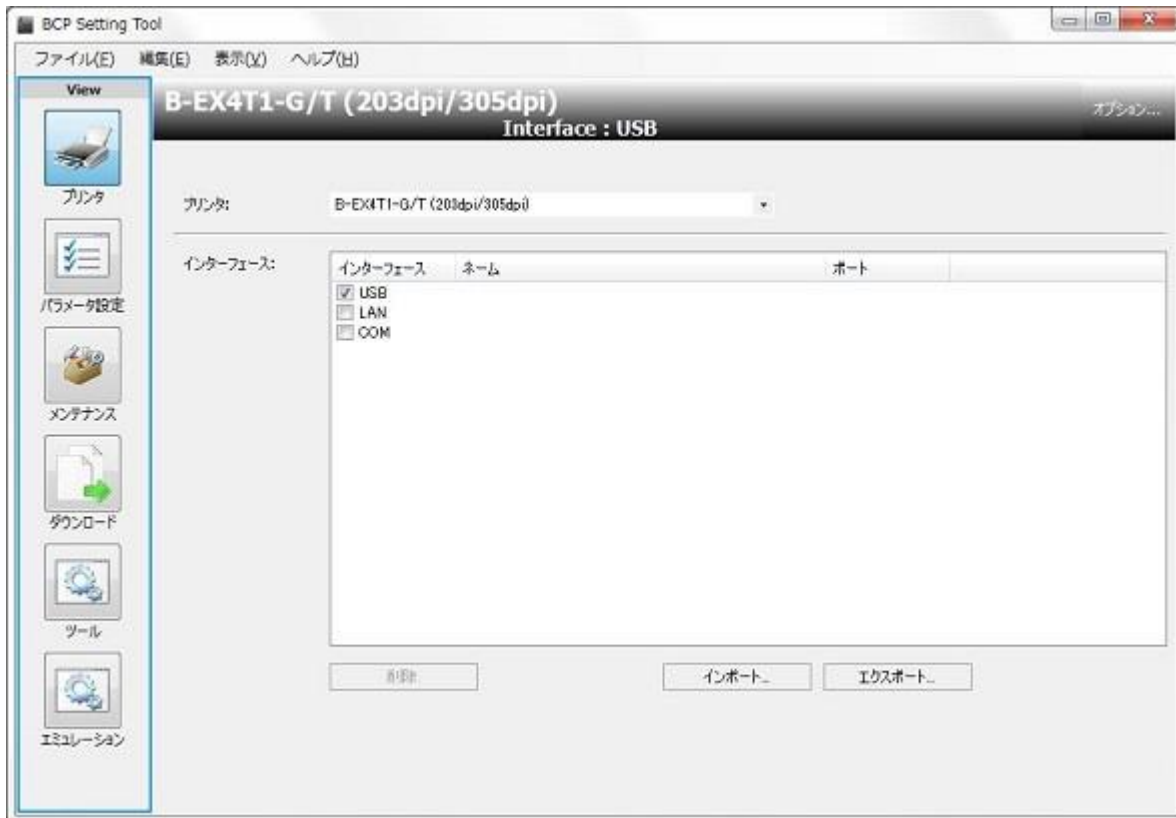 BCP Setting Tool
ファイル(F) 編集(E) 表示(V) ヘルプ(H)
View
プリンタ
パラメータ設定
メンテナンス
ダウンロード
ツール
エミュレーション
B-EX4T1-G/T (203dpi/305dpi)
Interface : USB
オプション...
プリンタ: B-EX4T1-G/T (203dpi/305dpi)
インターフェース:
インターフェース ネーム ポート
USB
LAN
COM
削除 インポート... エクスポート...